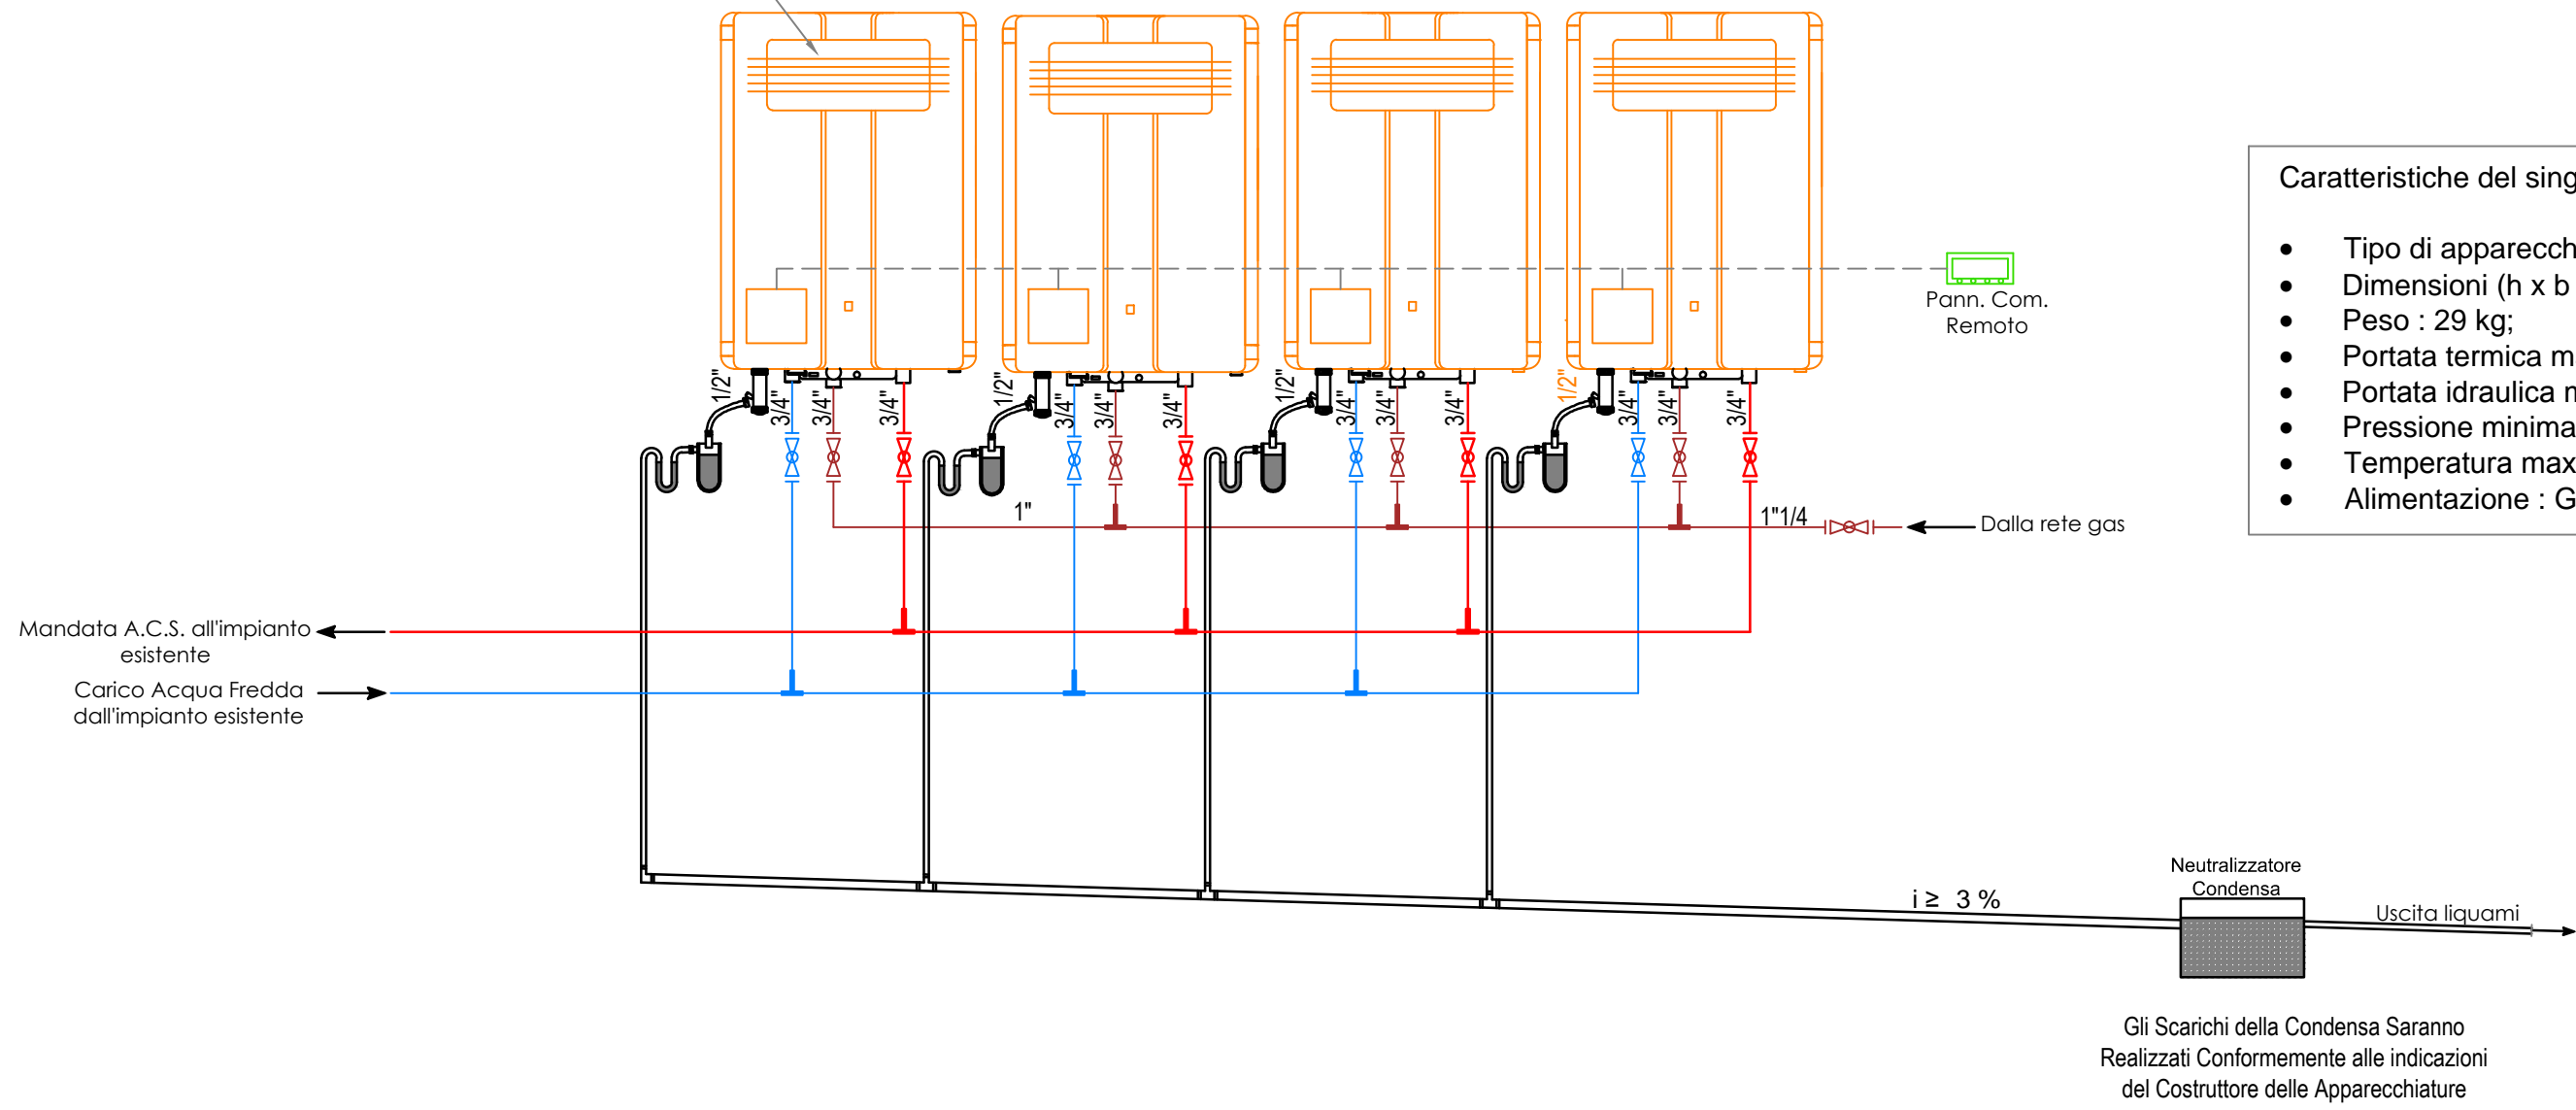 Caratteristiche del
• Tipo di
• Dimensioni (h x b
• Peso : 29 kg;
• Portata termica
• Portata idraulica
• Pressione minima
• Temperatura max
• Alimentazione :
Pann. Com.
Remoto
1/2"
3/4"
3/4"
3/4"
1/2"
3/4"
3/4"
3/4"
1/2"
3/4"
3/4"
3/4"
1/2"
3/4"
3/4"
3/4"
1"
1"1/4
Dalla rete gas
Mandata A.C.S. all'impianto
esistente
Carico Acqua Fredda
dall'impianto esistente
Neutralizzatore
Condensa
i ≥ 3 %
Uscita liquami
Gli Scarichi della Condensa Saranno
Realizzati Conformemente alle indicazioni
del Costruttore delle Apparecchiature